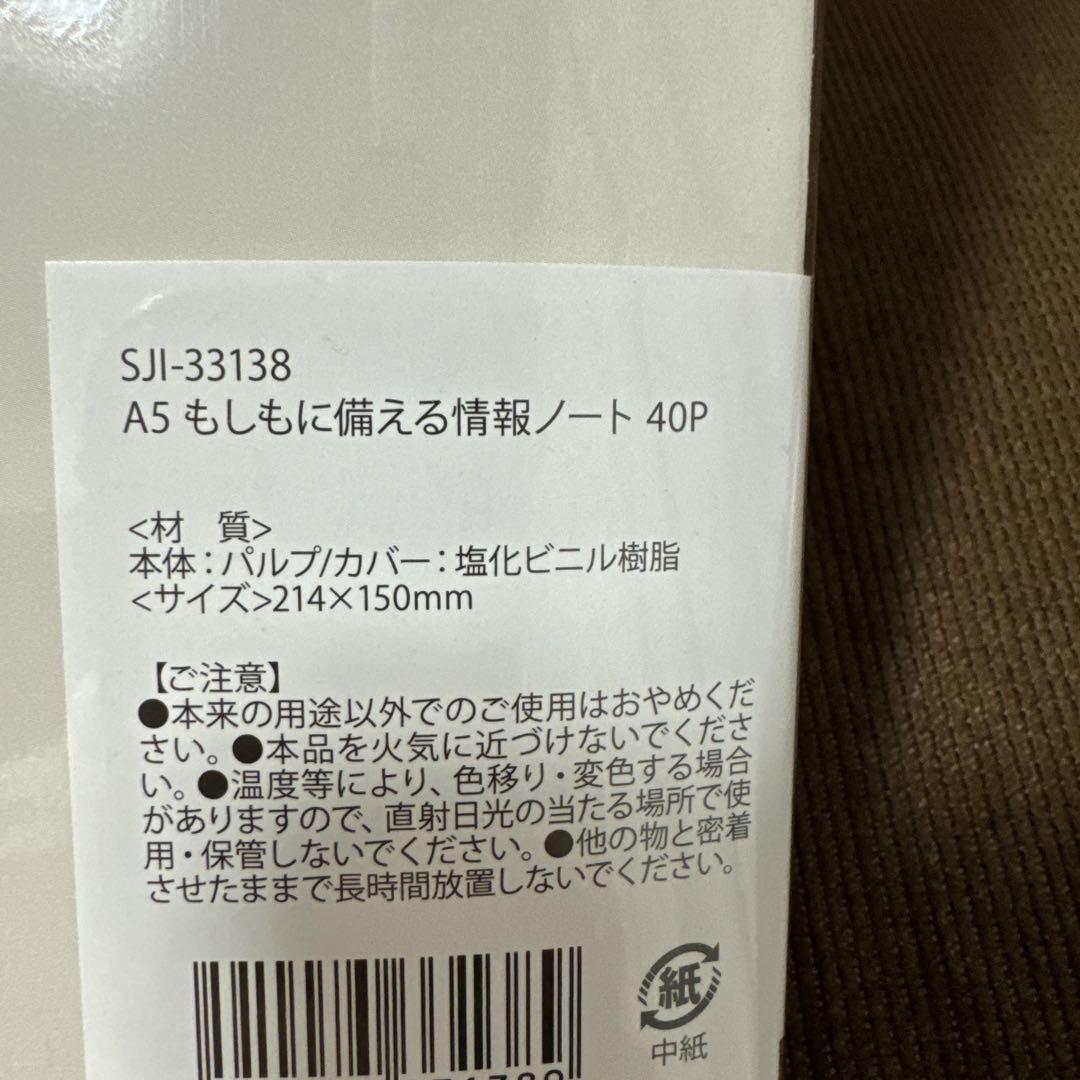 SJI-33138
A5 もしもに備える情報ノート 40P
<材　質>
本体：パルプ/カバー：塩化ビニル樹脂
<サイズ>214×150mm
【ご注意】
●本来の用途以外でのご使用はおやめくだ
さい。●本品を火気に近づけないでくださ
い。●温度等により、色移り・変色する場合
がありますので、直射日光の当たる場所で使
用・保管しないでください。●他の物と密着
させたままで長時間放置しないでください。
紙
中紙